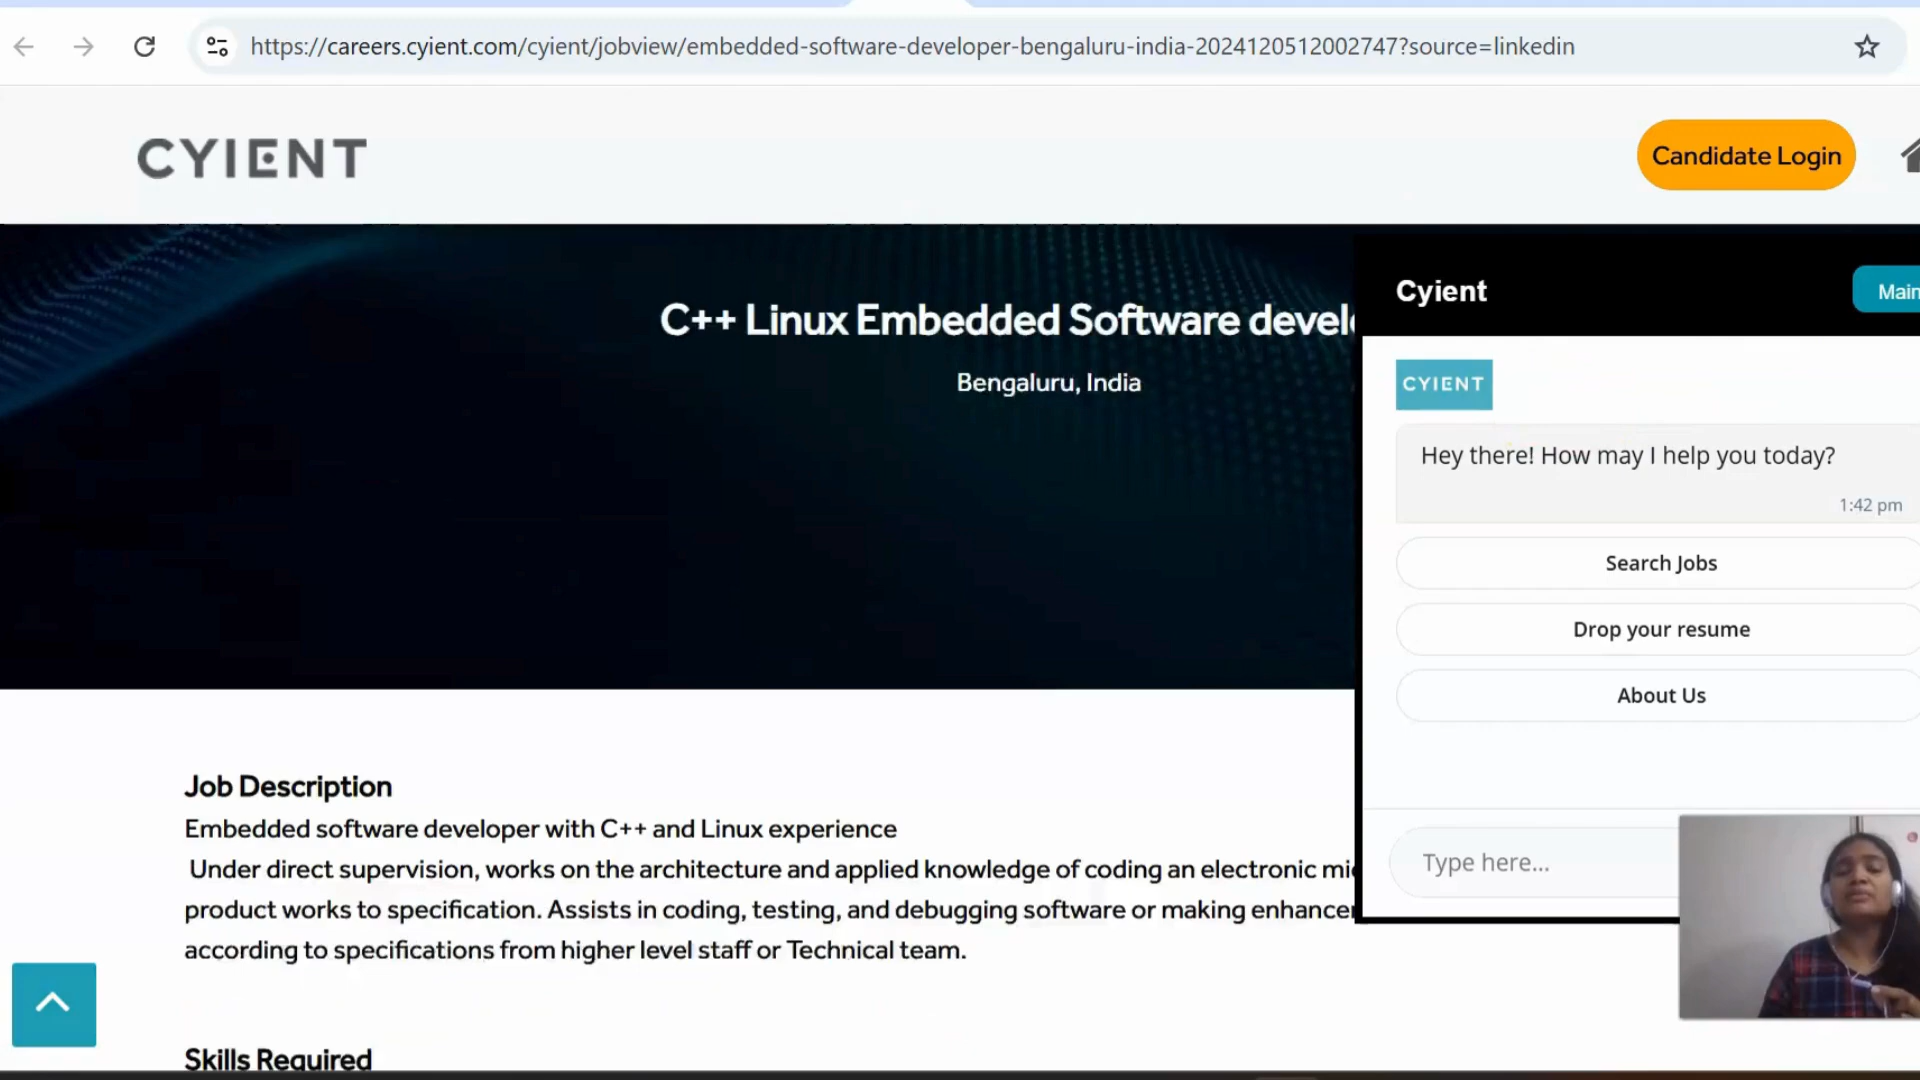 https://careers.cyient.com/cyient/jobview/embedded-software-developer-bengaluru-india-2024120512002747?source=linkedin
CYIENT
Candidate Login
C++ Linux Embedded Software devel
Bengaluru, India
Cyient
Main
CYIENT
Hey there! How may I help you today?
1:42 pm
Search Jobs
Drop your resume
About Us
Type here...
Job Description
Embedded software developer with C++ and Linux experience
Under direct supervision, works on the architecture and applied knowledge of coding an electronic mic
product works to specification. Assists in coding, testing, and debugging software or making enhancem
according to specifications from higher level staff or Technical team.
Skills Required